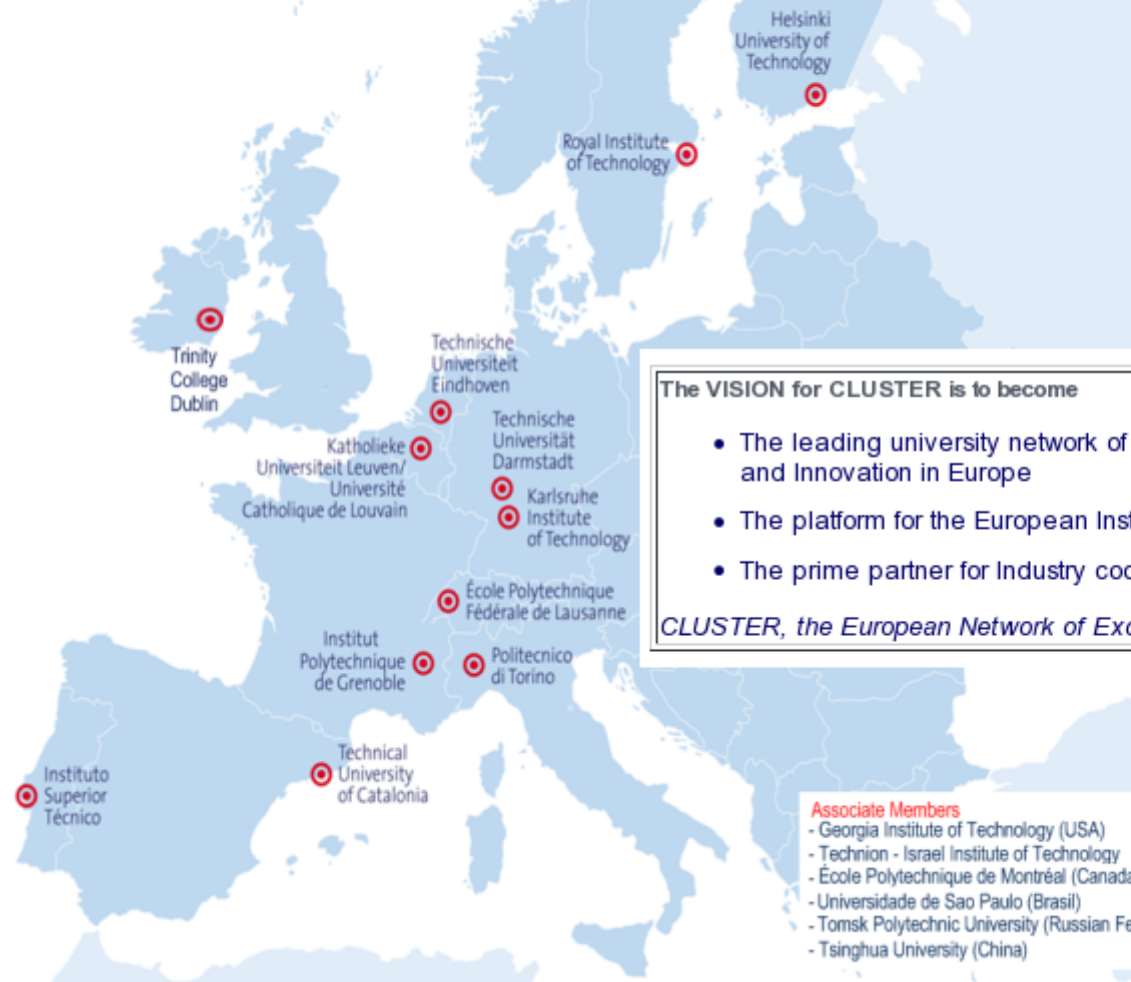 Helsinki
University of
Technology
Royal Institute
of Technology
Trinity
College
Dublin
Technische
Universiteit
Eindhoven
Katholieke
Universiteit Leuven/
Université
Catholique de Louvain
Technische
Universität
Darmstadt
Karlsruhe
Institute
of Technology
École Polytechnique
Fédérale de Lausanne
Institut
Polytechnique
de Grenoble
Politecnico
di Torino
Technical
University
of Catalonia
Instituto
Superior
Técnico
The VISION for CLUSTER is to become
• The leading university network of
and Innovation in Europe
• The platform for the European
• The prime partner for Industry
CLUSTER, the European Network of
Associate Members
- Georgia Institute of Technology (USA)
- Technion - Israel Institute of Technology
- École Polytechnique de Montréal (Canada
- Universidade de Sao Paulo (Brasil)
- Tomsk Polytechnic University (Russian
- Tsinghua University (China)